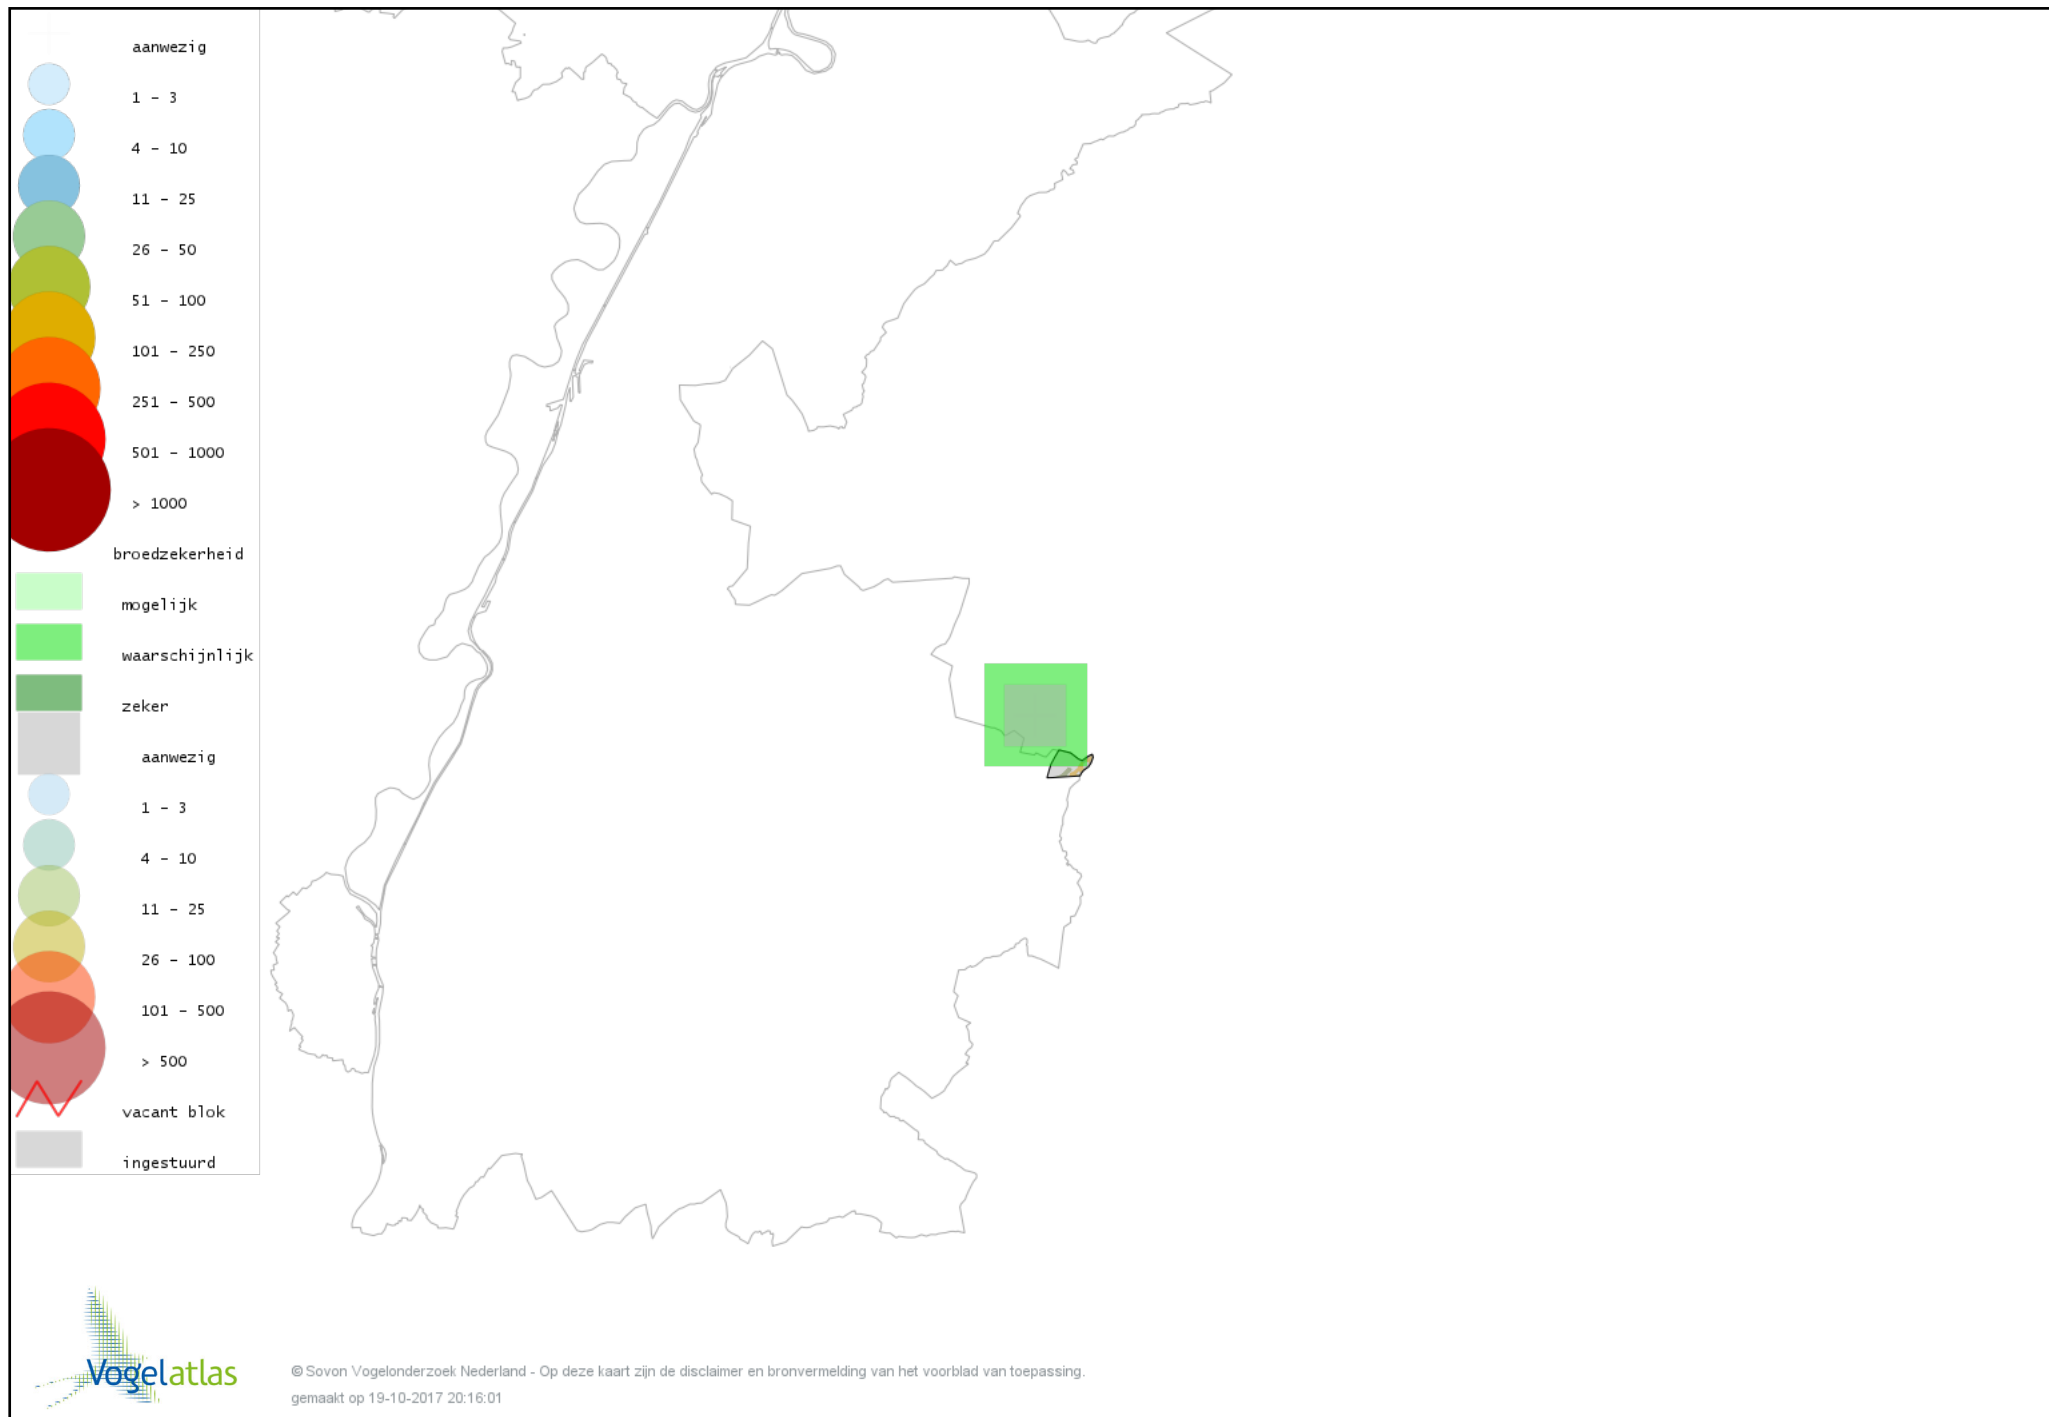 aanwezig
1 - 3
4 - 10
11 - 25
26 - 50
51 - 100
101 - 250
251 - 500
501 - 1000
> 1000
broedzekerheid
mogelijk
waarschijnlijk
zeker
aanwezig
1 - 3
4 - 10
11 - 25
26 - 100
101 - 500
> 500
vacant blok
ingestuurd
Vogelatlas
© Sovon Vogelonderzoek Nederland - Op deze kaart zijn de disclaimer en bronvermelding van het voorblad van toepassing.
gemaakt op 19-10-2017 20:16:01